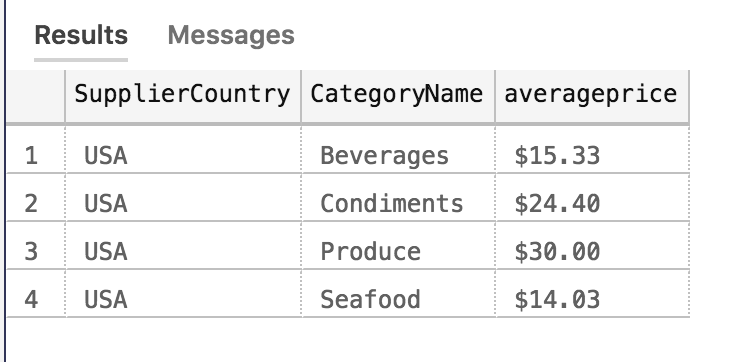 Results Messages
SupplierCountry CategoryName averageprice
1 USA Beverages $15.33
2 USA Condiments $24.40
3 USA Produce $30.00
4 USA Seafood $14.03